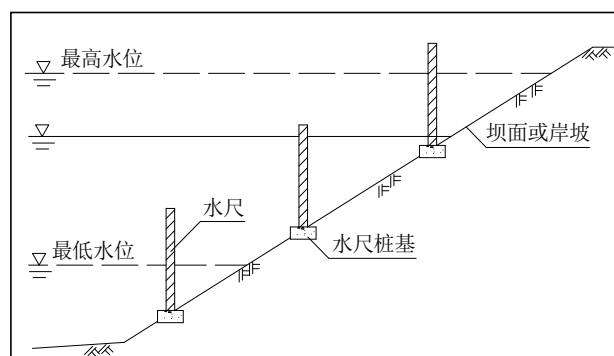 最高水位
坝面或岸坡
水尺
最低水位
水尺桩基